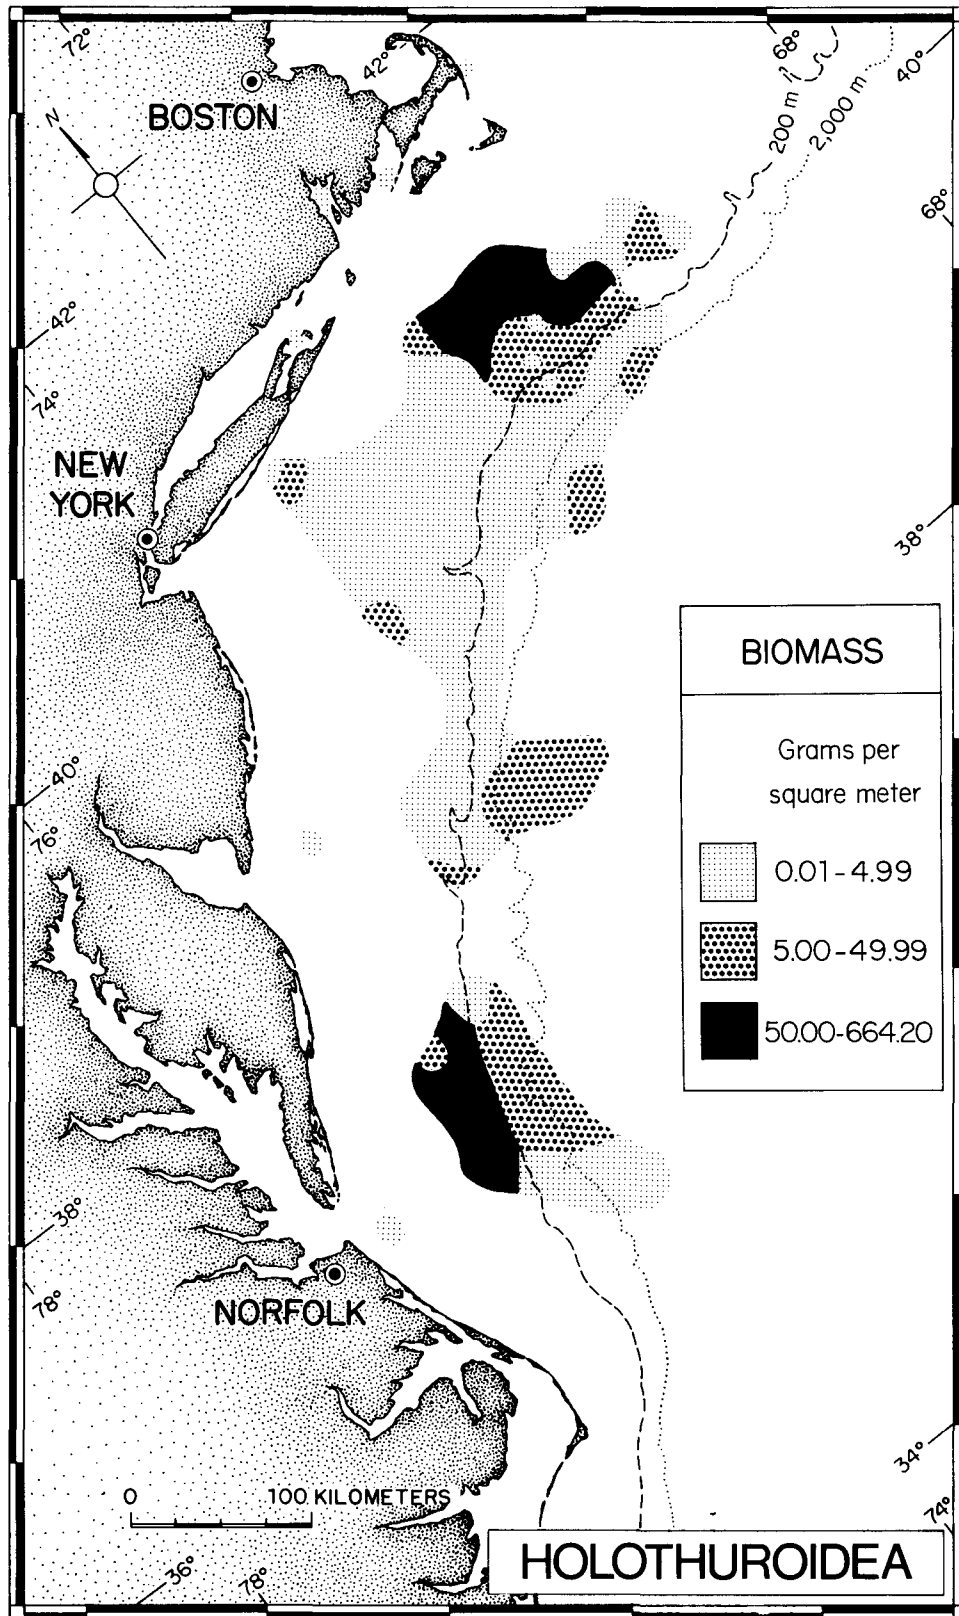 72°
42°
68°
40°
BOSTON
N
200 m
2,000 m
68°
42°
74°
NEW
YORK
38°
BIOMASS
Grams per
square meter
40°
76°
0.01-4.99
5.00-49.99
50.00-664.20
38°
78°
NORFOLK
34°
0 100 KILOMETERS
74°
HOLOTHUROIDEA
36°
78°